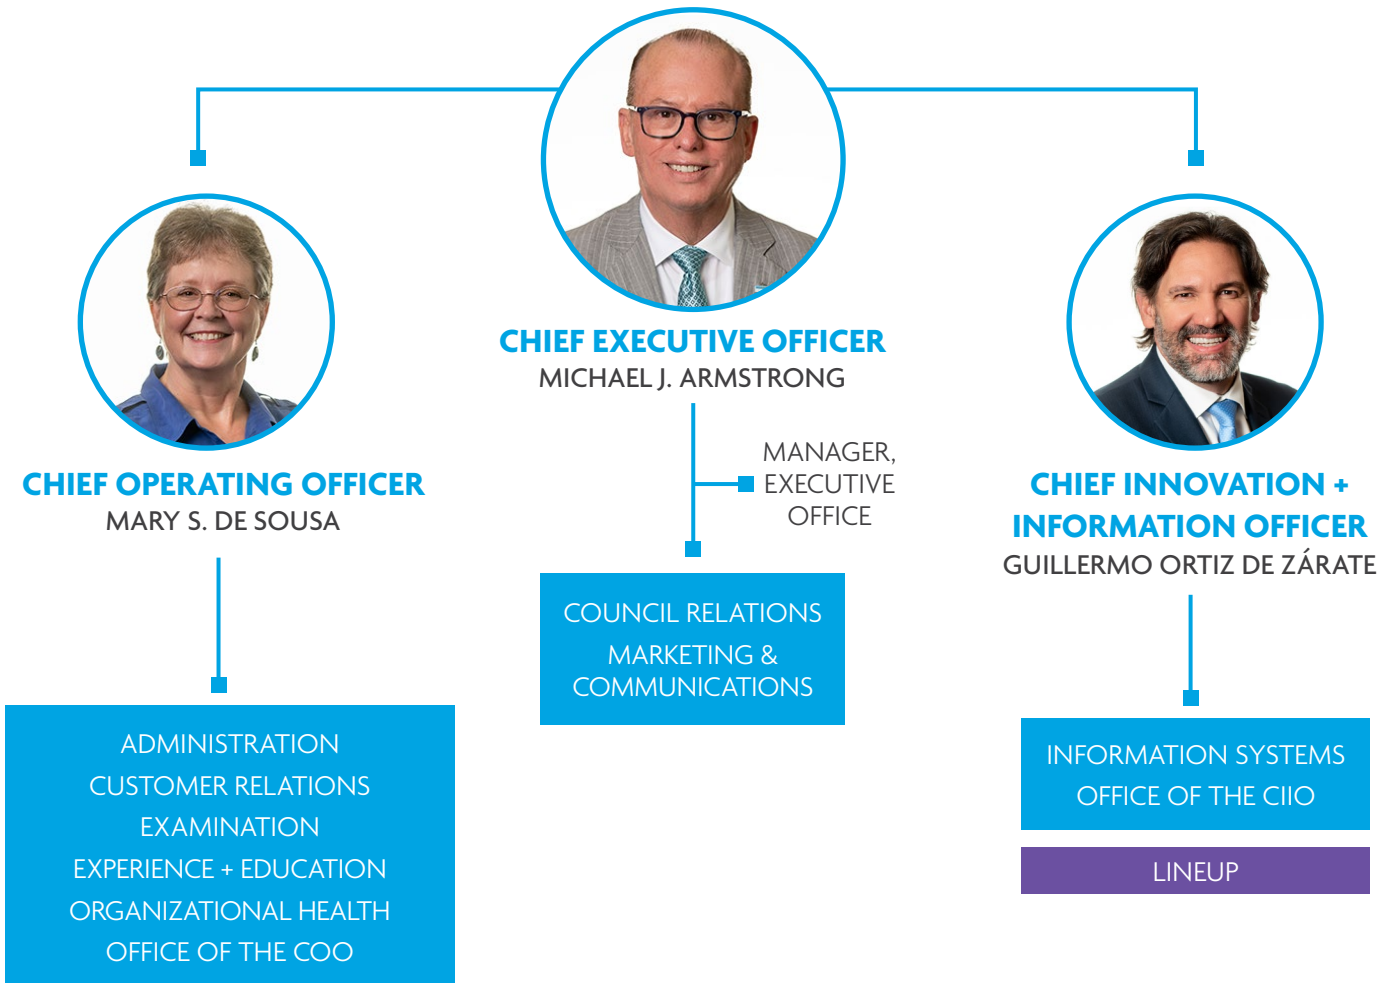 CHIEF EXECUTIVE OFFICER
MICHAEL J. ARMSTRONG
MANAGER,
EXECUTIVE
OFFICE
COUNCIL RELATIONS
MARKETING &
COMMUNICATIONS
CHIEF OPERATING OFFICER
MARY S. DE SOUSA
ADMINISTRATION
CUSTOMER RELATIONS
EXAMINATION
EXPERIENCE + EDUCATION
ORGANIZATIONAL HEALTH
OFFICE OF THE COO
CHIEF INNOVATION +
INFORMATION OFFICER
GUILLERMO ORTIZ DE ZÁRATE
INFORMATION SYSTEMS
OFFICE OF THE CIIO
LINEUP